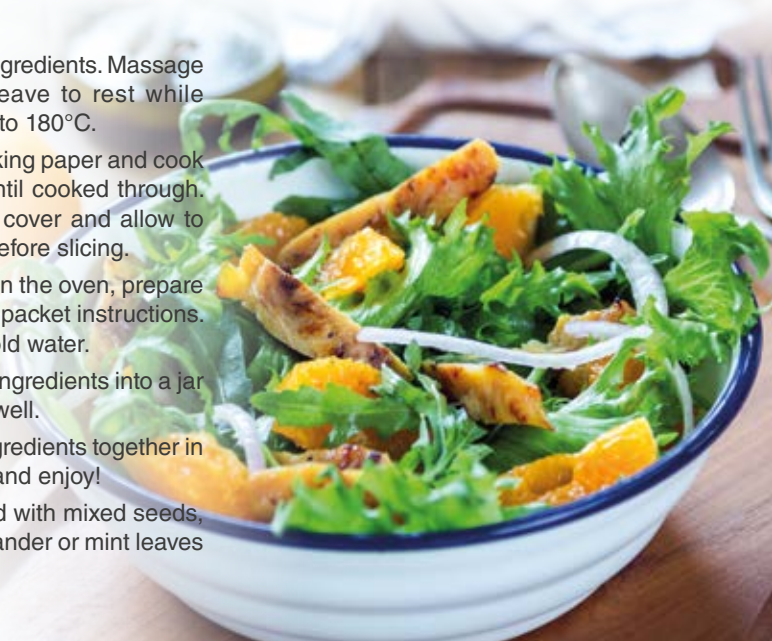 gredients. Massage
eave to rest while
to 180°C.
king paper and cook
ntil cooked through.
cover and allow to
efore slicing.
n the oven, prepare
packet instructions.
old water.
ngredients into a jar
well.
gredients together in
and enjoy!
d with mixed seeds,
ander or mint leaves